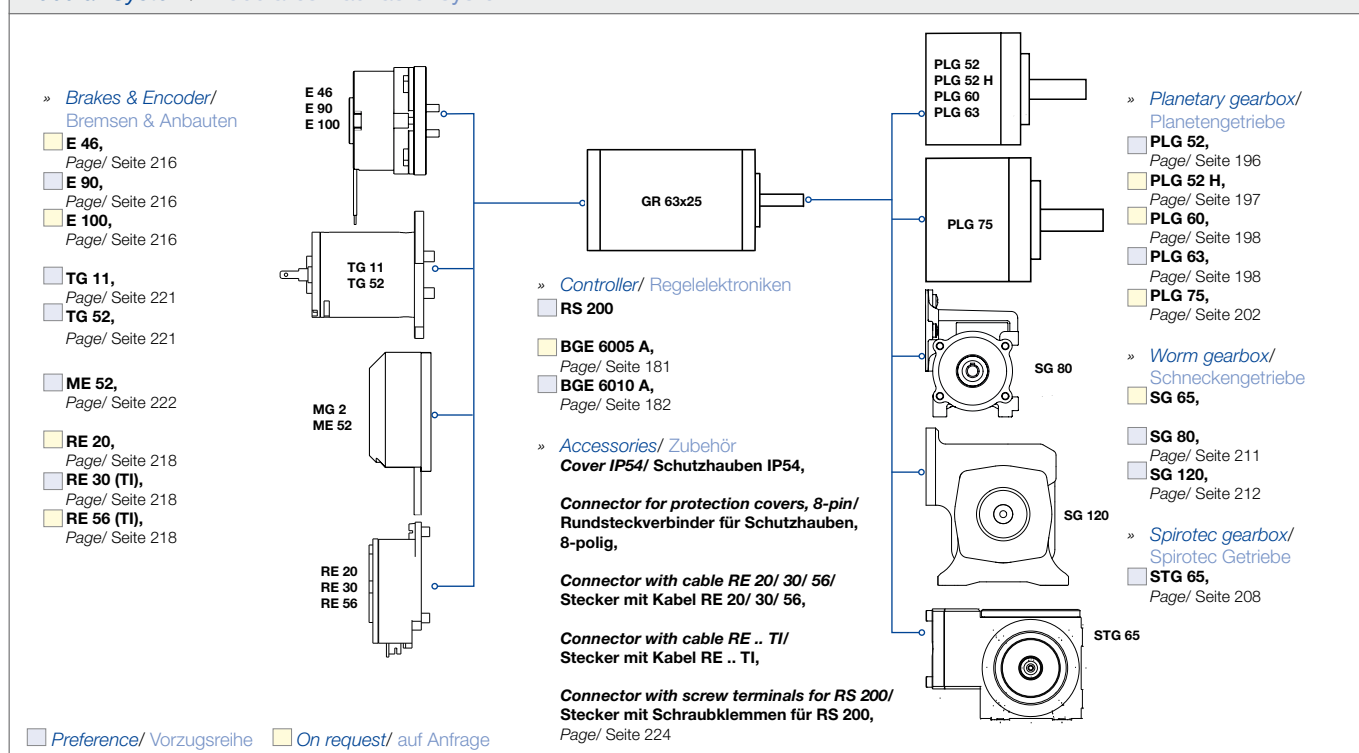 » Brakes & Encoder/
Bremsen & Anbauten
E 46,
Page/ Seite 216
E 90,
Page/ Seite 216
E 100,
Page/ Seite 216
TG 11,
Page/ Seite 221
TG 52,
Page/ Seite 221
ME 52,
Page/ Seite 222
RE 20,
Page/ Seite 218
RE 30 (TI),
Page/ Seite 218
RE 56 (TI),
Page/ Seite 218
E 46
E 90
E 100
TG 11
TG 52
MG 2
ME 52
RE 20
RE 30
RE 56
GR 63x25
» Controller/ Regelelektroniken
RS 200
BGE 6005 A,
Page/ Seite 181
BGE 6010 A,
Page/ Seite 182
» Accessories/ Zubehör
Cover IP54/ Schutzhauben IP54,
Connector for protection covers, 8-pin/
Rundsteckverbinder für Schutzhauben,
8-polig,
Connector with cable RE 20/ 30/ 56/
Stecker mit Kabel RE 20/ 30/ 56,
Connector with cable RE .. TI/
Stecker mit Kabel RE .. TI,
Connector with screw terminals for RS 200/
Stecker mit Schraubklemmen für RS 200,
Page/ Seite 224
PLG 52
PLG 52 H
PLG 60
PLG 63
PLG 75
SG 80
SG 120
STG 65
» Planetary gearbox/
Planetengetriebe
PLG 52,
Page/ Seite 196
PLG 52 H,
Page/ Seite 197
PLG 60,
Page/ Seite 198
PLG 63,
Page/ Seite 198
PLG 75,
Page/ Seite 202
» Worm gearbox/
Schneckengetriebe
SG 65,
SG 80,
Page/ Seite 211
SG 120,
Page/ Seite 212
» Spirotec gearbox/
Spirotec Getriebe
STG 65,
Page/ Seite 208
Preference/ Vorzugsreihe
On request/ auf Anfrage